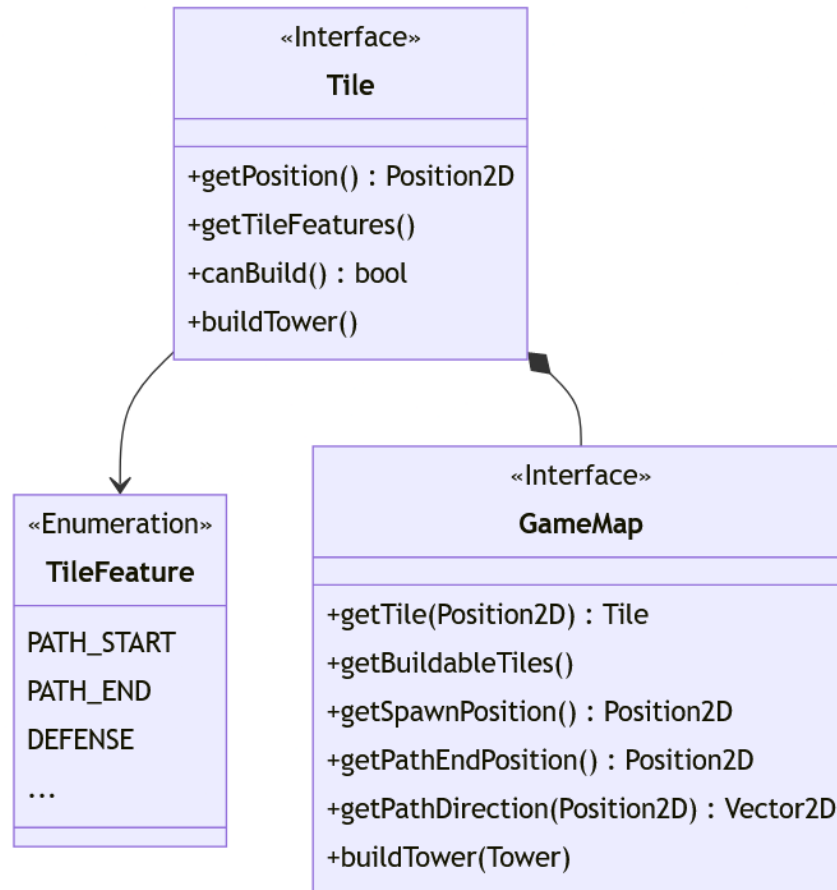 «Interface»
Tile
+getPosition() : Position2D
+getTileFeatures()
+canBuild() : bool
+buildTower()
«Enumeration»
TileFeature
PATH_START
PATH_END
DEFENSE
...
«Interface»
GameMap
+getTile(Position2D) : Tile
+getBuildableTiles()
+getSpawnPosition() : Position2D
+getPathEndPosition() : Position2D
+getPathDirection(Position2D) : Vector2D
+buildTower(Tower)